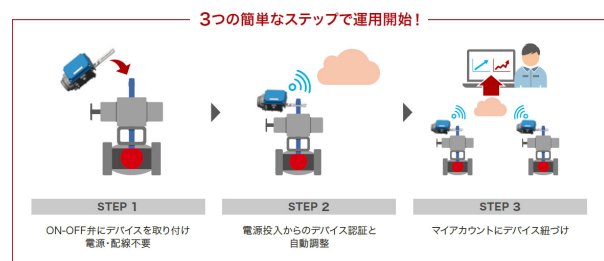 3つの簡単なステップで運用開始！
STEP 1
ON-OFF弁にデバイスを取り付け
電源・配線不要
STEP 2
電源投入からのデバイス認証と
自動調整
STEP 3
マイアカウントにデバイス紐づけ